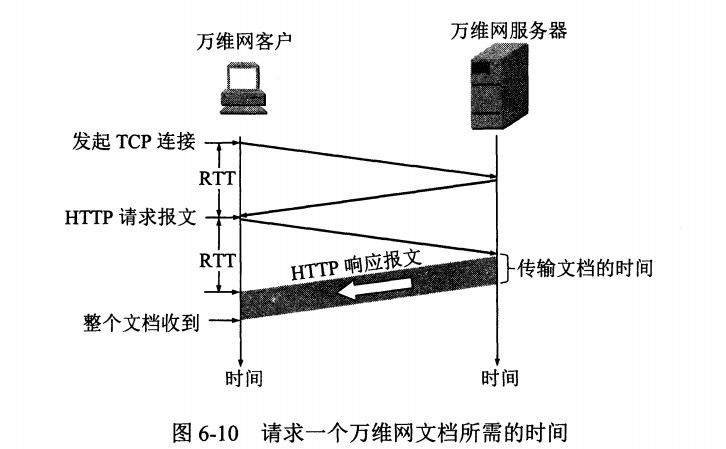 万维网客户
万维网服务器
发起 TCP 连接
RTT
HTTP 请求报文
RTT
HTTP 响应报文
传输文档的时间
整个文档收到
时间
时间
图 6-10 请求一个万维网文档所需的时间